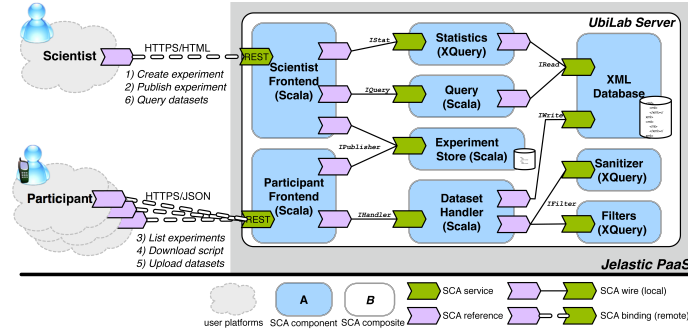 UbiLab Server
Scientist
HTTPS/HTML
REST
1) Create experiment
2) Publish experiment
6) Query datasets
Scientist
Frontend
(Scala)
IStat
Statistics
(XQuery)
IQuery
Query
(Scala)
IRead
XML
Database
IWrite
IPublisher
Experiment
Store (Scala)
Participant
HTTPS/JSON
REST
3) List experiments
4) Download script
5) Upload datasets
Participant
Frontend
(Scala)
IHandler
Dataset
Handler
(Scala)
IFilter
Sanitizer
(XQuery)
Filters
(XQuery)
Jelastic PaaS
user platforms
A
SCA component
B
SCA composite
SCA service
SCA reference
SCA wire (local)
SCA binding (remote)